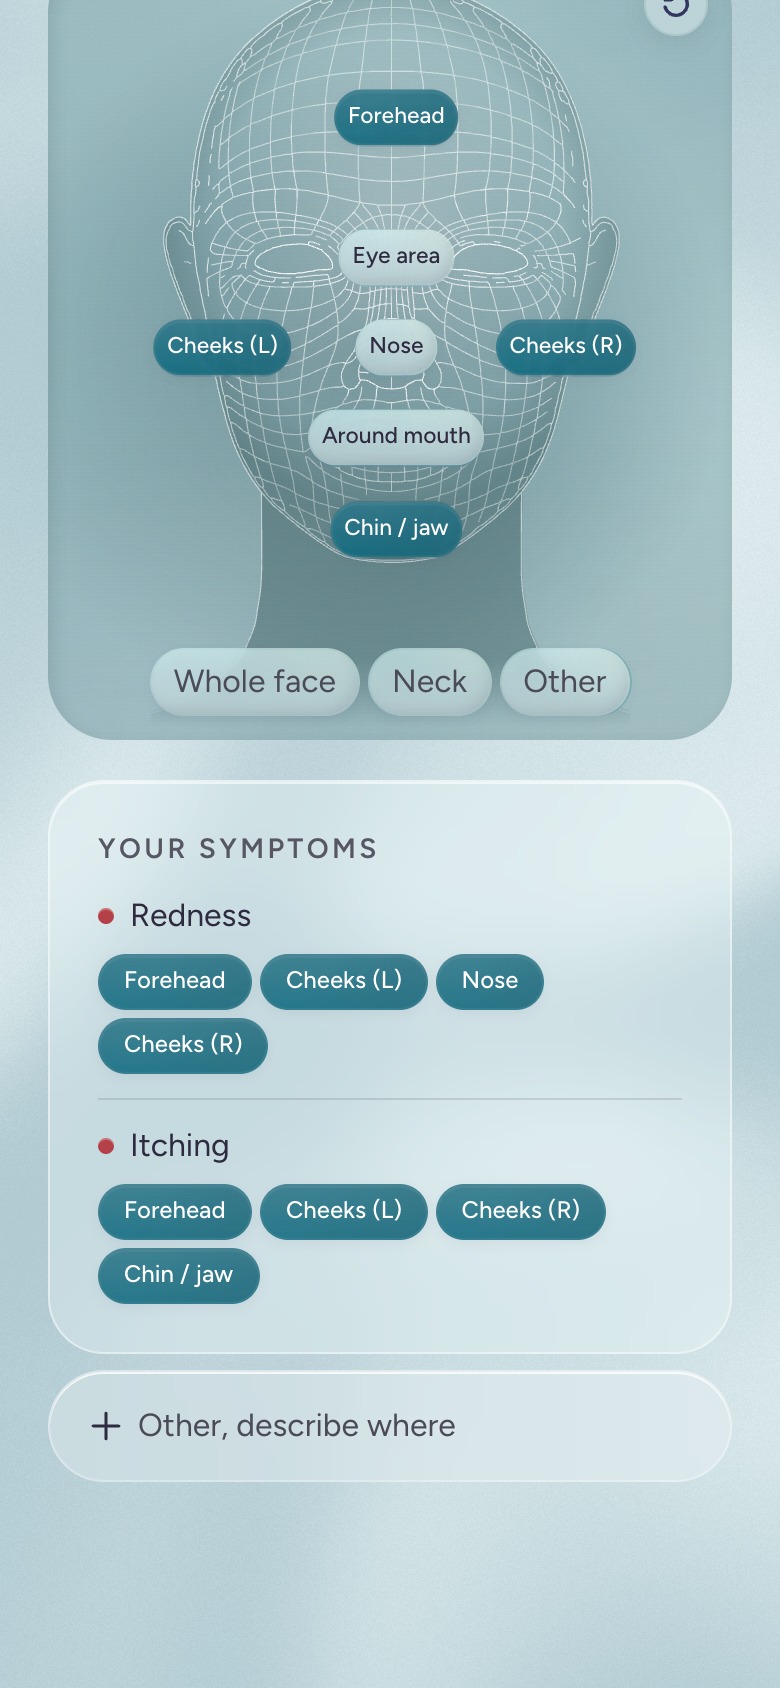 Forehead
Eye area
Cheeks (L) Nose Cheeks (R)
Around mouth
Chin / jaw
Whole face Neck Other
YOUR SYMPTOMS
Redness
Forehead Cheeks (L) Nose
Cheeks (R)
Itching
Forehead Cheeks (L) Cheeks (R)
Chin / jaw
Other, describe where